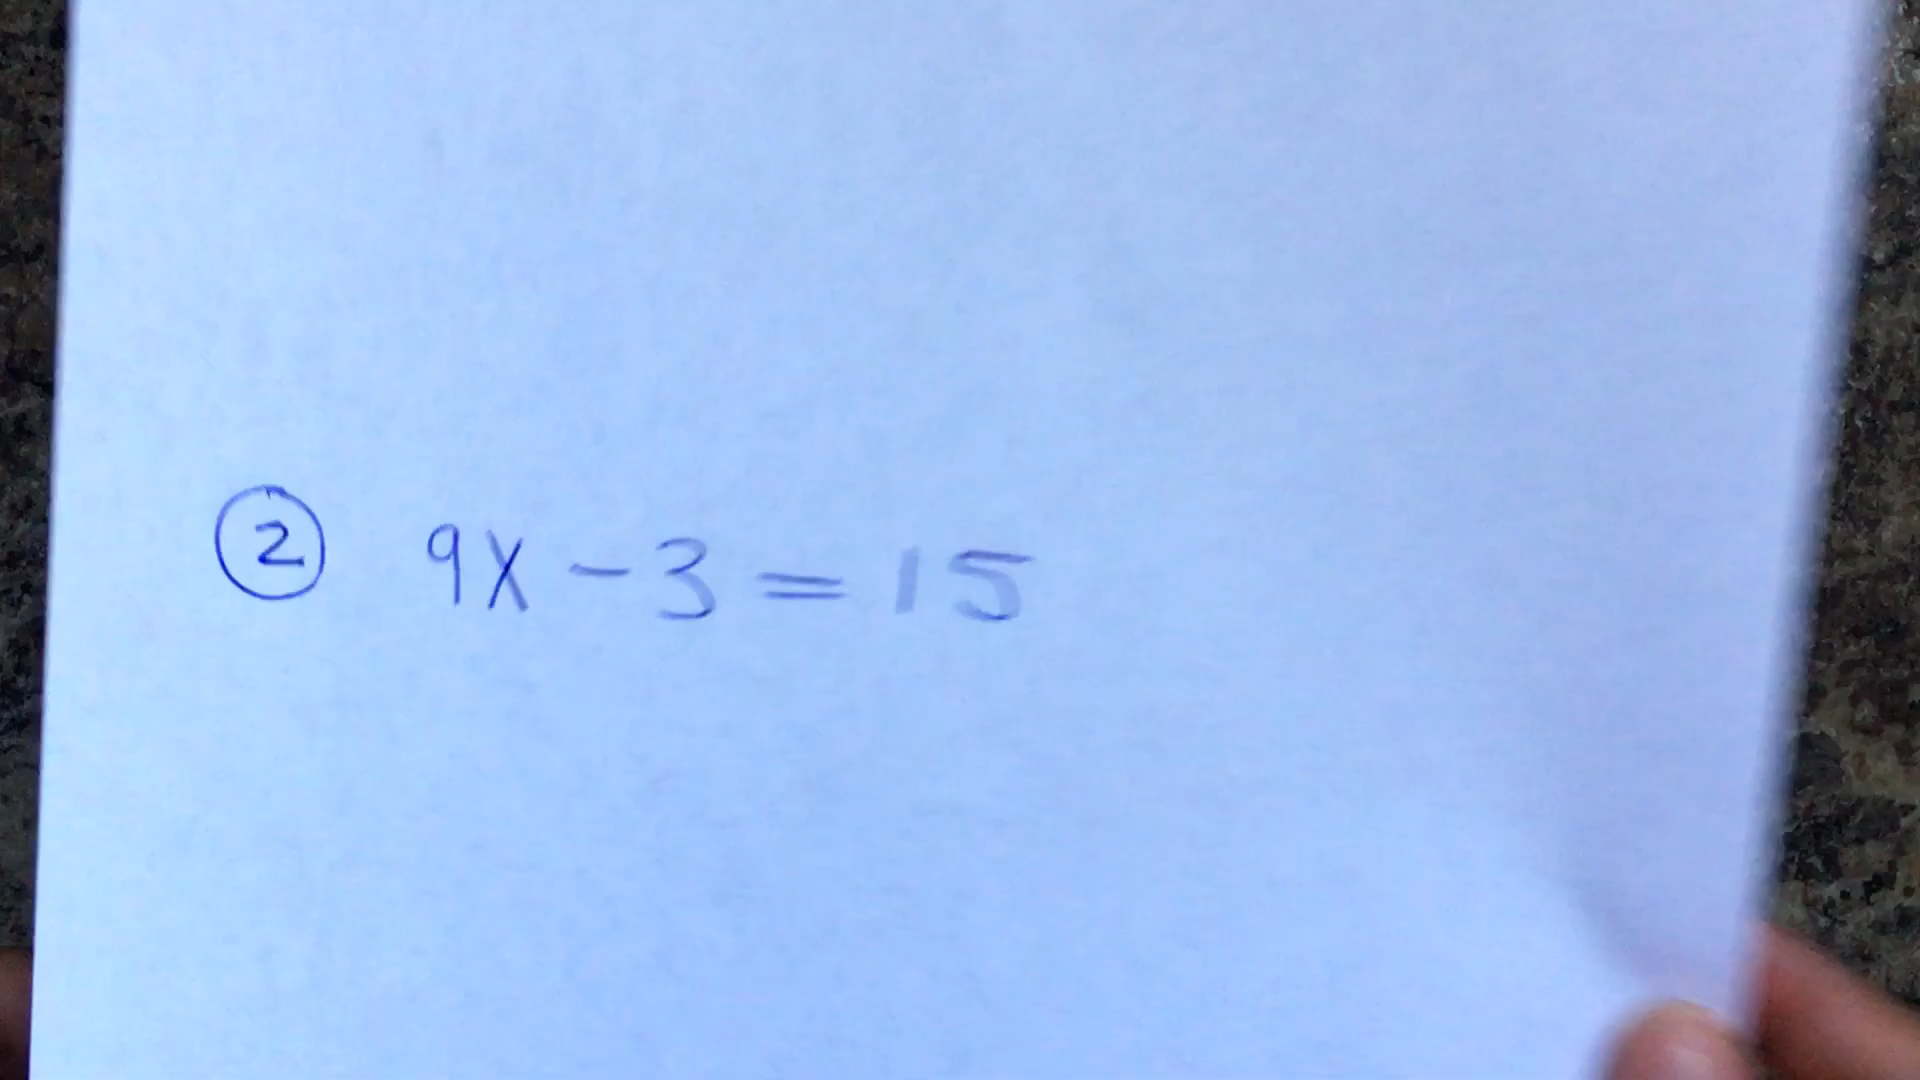 ② 9x - 3 = 15